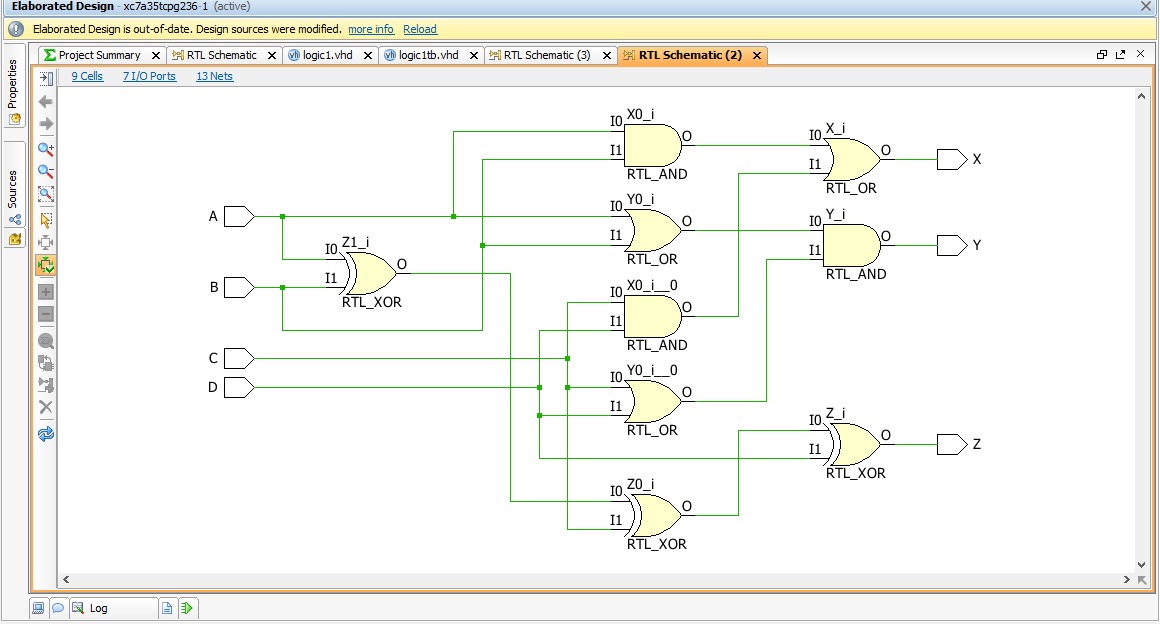 Elaborated Design - xc7a35tcpg236-1 (active)
Elaborated Design is out-of-date. Design sources were modified. more info Reload
Project Summary RTL Schematic logic1.vhd logic1tb.vhd RTL Schematic (3) RTL Schematic (2)
9 Cells 7 I/O Ports 13 Nets
Properties
Sources
X0_i
I0 O
I1
RTL_AND
X_i
I0 O X
I1
RTL_OR
Y0_i
I0 O
I1
RTL_OR
Y_i
I0 O Y
I1
RTL_AND
A
B
Z1_i
I0 O
I1
RTL_XOR
X0_i__0
I0 O
I1
RTL_AND
C
D
Y0_i__0
I0 O
I1
RTL_OR
Z_i
I0 O Z
I1
RTL_XOR
Z0_i
I0 O
I1
RTL_XOR
Log